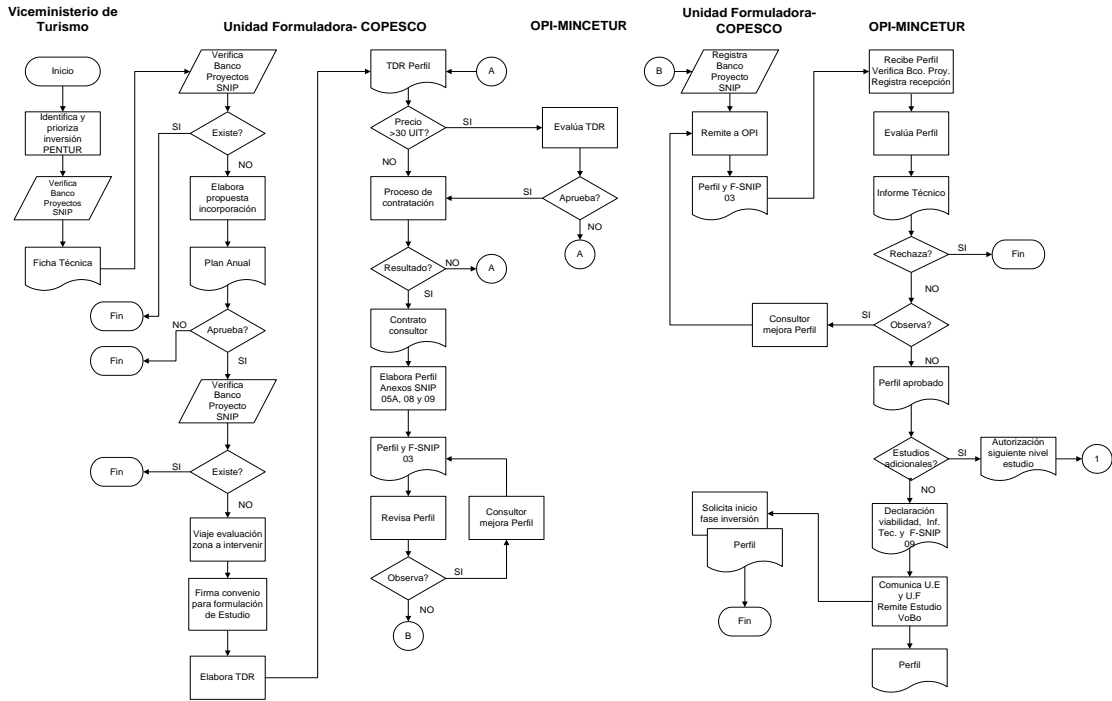 Viceministerio de
Turismo
Inicio
Identifica y
prioriza
inversión
PENTUR
Verifica
Banco
Proyectos
SNIP
Ficha Técnica
Unidad Formuladora- COPESCO
Verifica
Banco
Proyectos
SNIP
SI
Existe?
NO
Elabora
propuesta
incorporación
Plan Anual
Fin
NO
Aprueba?
Fin
SI
Verifica
Banco
Proyecto
SNIP
Fin
SI
Existe?
NO
Viaje evaluación
zona a intervenir
Firma convenio
para formulación
de Estudio
Elabora TDR
TDR Perfil
A
Precio
>30 UIT?
SI
NO
Proceso de
contratación
SI
Resultado?
NO
A
SI
Contrato
consultor
Elabora Perfil
Anexos SNIP
05A, 08 y 09
Perfil y F-SNIP
03
Revisa Perfil
Consultor
mejora Perfil
Observa?
SI
NO
B
OPI-MINCETUR
Evalúa TDR
Aprueba?
NO
A
Unidad Formuladora-
COPESCO
B
Registra
Banco
Proyecto
SNIP
Remite a OPI
Perfil y F-SNIP
03
Consultor
mejora Perfil
Solicita inicio
fase inversión
Perfil
Fin
OPI-MINCETUR
Recibe Perfil
Verifica Bco. Proy.
Registra recepción
Evalúa Perfil
Informe Técnico
Rechaza?
SI
Fin
NO
SI
Observa?
NO
Perfil aprobado
Estudios
adicionales?
SI
Autorización
siguiente nivel
estudio
1
NO
Declaración
viabilidad, Inf.
Tec. y F-SNIP
09
Comunica U.E
y U.F
Remite Estudio
VoBo
Perfil